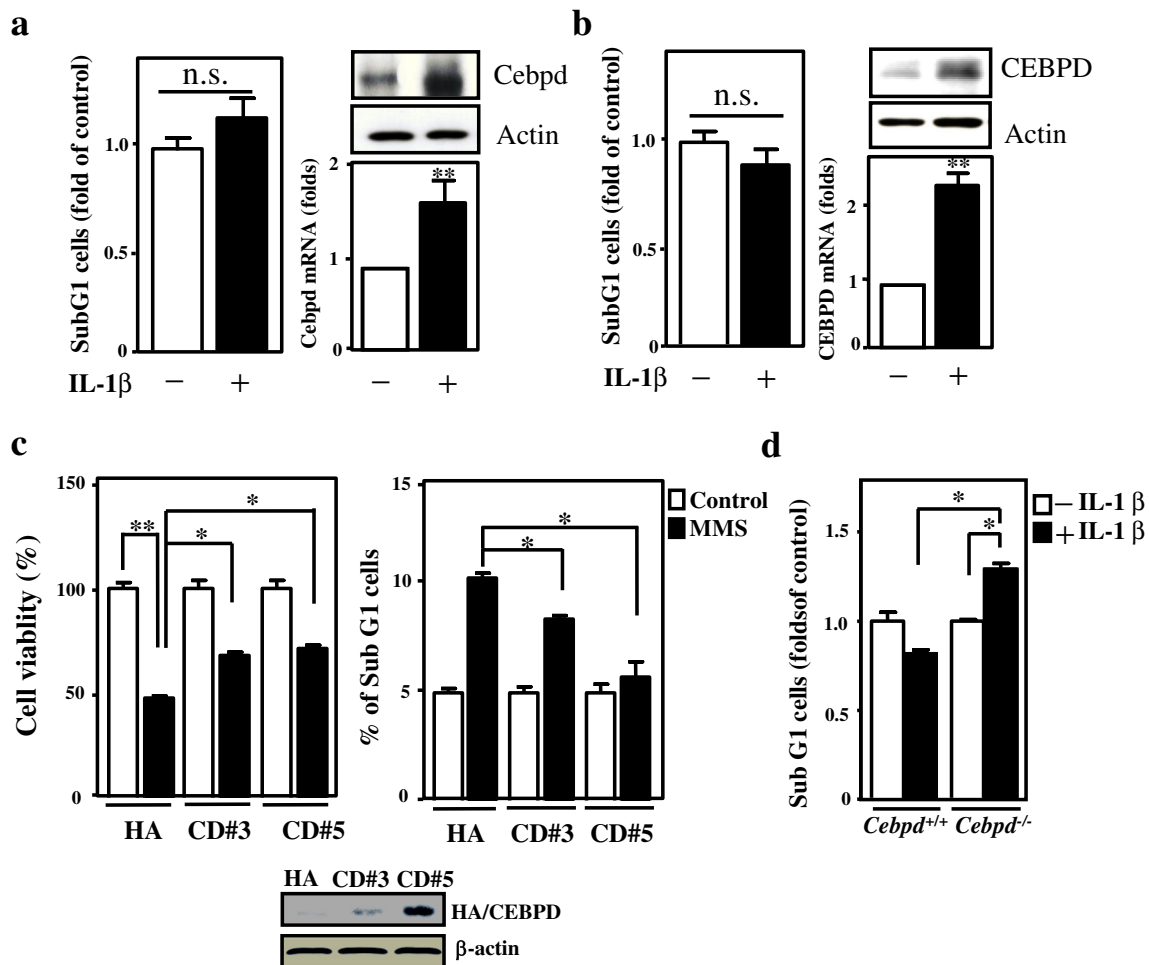 a
SubG1 cells (fold of control)
1.0
0.5
0
n.s.
IL-1β − +
Cebpd
Actin
Cebpd mRNA (folds)
2
1
0
**
− +
b
SubG1 cells (fold of control)
1.0
0.5
0
n.s.
IL-1β − +
CEBPD
Actin
CEBPD mRNA (folds)
2
1
0
**
− +
c
Cell viablity (%)
150
100
50
0
** * *
HA CD#3 CD#5
% of Sub G1 cells
15
10
5
0
* *
HA CD#3 CD#5
Control
MMS
HA CD#3 CD#5
HA/CEBPD
β-actin
d
Sub G1 cells (foldsof control)
1.5
1.0
0.5
0
*
*
− IL-1 β
+ IL-1 β
Cebpd+/+ Cebpd-/-